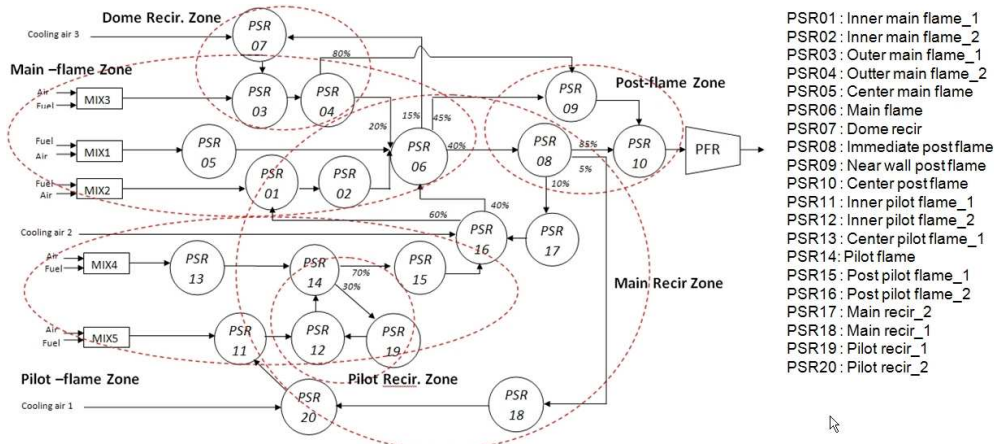 Dome Recir. Zone
Cooling air 3
PSR 07
80%
Main –flame Zone
Post-flame Zone
Air
Fuel
MIX3
PSR 03
PSR 04
PSR 09
15%
45%
20%
Fuel
Air
MIX1
PSR 05
PSR 06
40%
PSR 08
85%
5%
PSR 10
PFR
Fuel
Air
MIX2
PSR 01
PSR 02
10%
40%
60%
Cooling air 2
PSR 16
PSR 17
Air
Fuel
MIX4
PSR 13
PSR 14
70%
30%
PSR 15
Main Recir Zone
Air
Fuel
MIX5
PSR 11
PSR 12
PSR 19
Pilot –flame Zone
Pilot Recir. Zone
Cooling air 1
PSR 20
PSR 18
PSR01 : Inner main flame_1
PSR02 : Inner main flame_2
PSR03 : Outer main flame_1
PSR04 : Outter main flame_2
PSR05 : Center main flame
PSR06 : Main flame
PSR07 : Dome recir
PSR08 : Immediate post flame
PSR09 : Near wall post flame
PSR10 : Center post flame
PSR11 : Inner pilot flame_1
PSR12 : Inner pilot flame_2
PSR13 : Center pilot flame_1
PSR14: Pilot flame
PSR15 : Post pilot flame_1
PSR16 : Post pilot flame_2
PSR17 : Main recir_2
PSR18 : Main recir_1
PSR19 : Pilot recir_1
PSR20 : Pilot recir_2